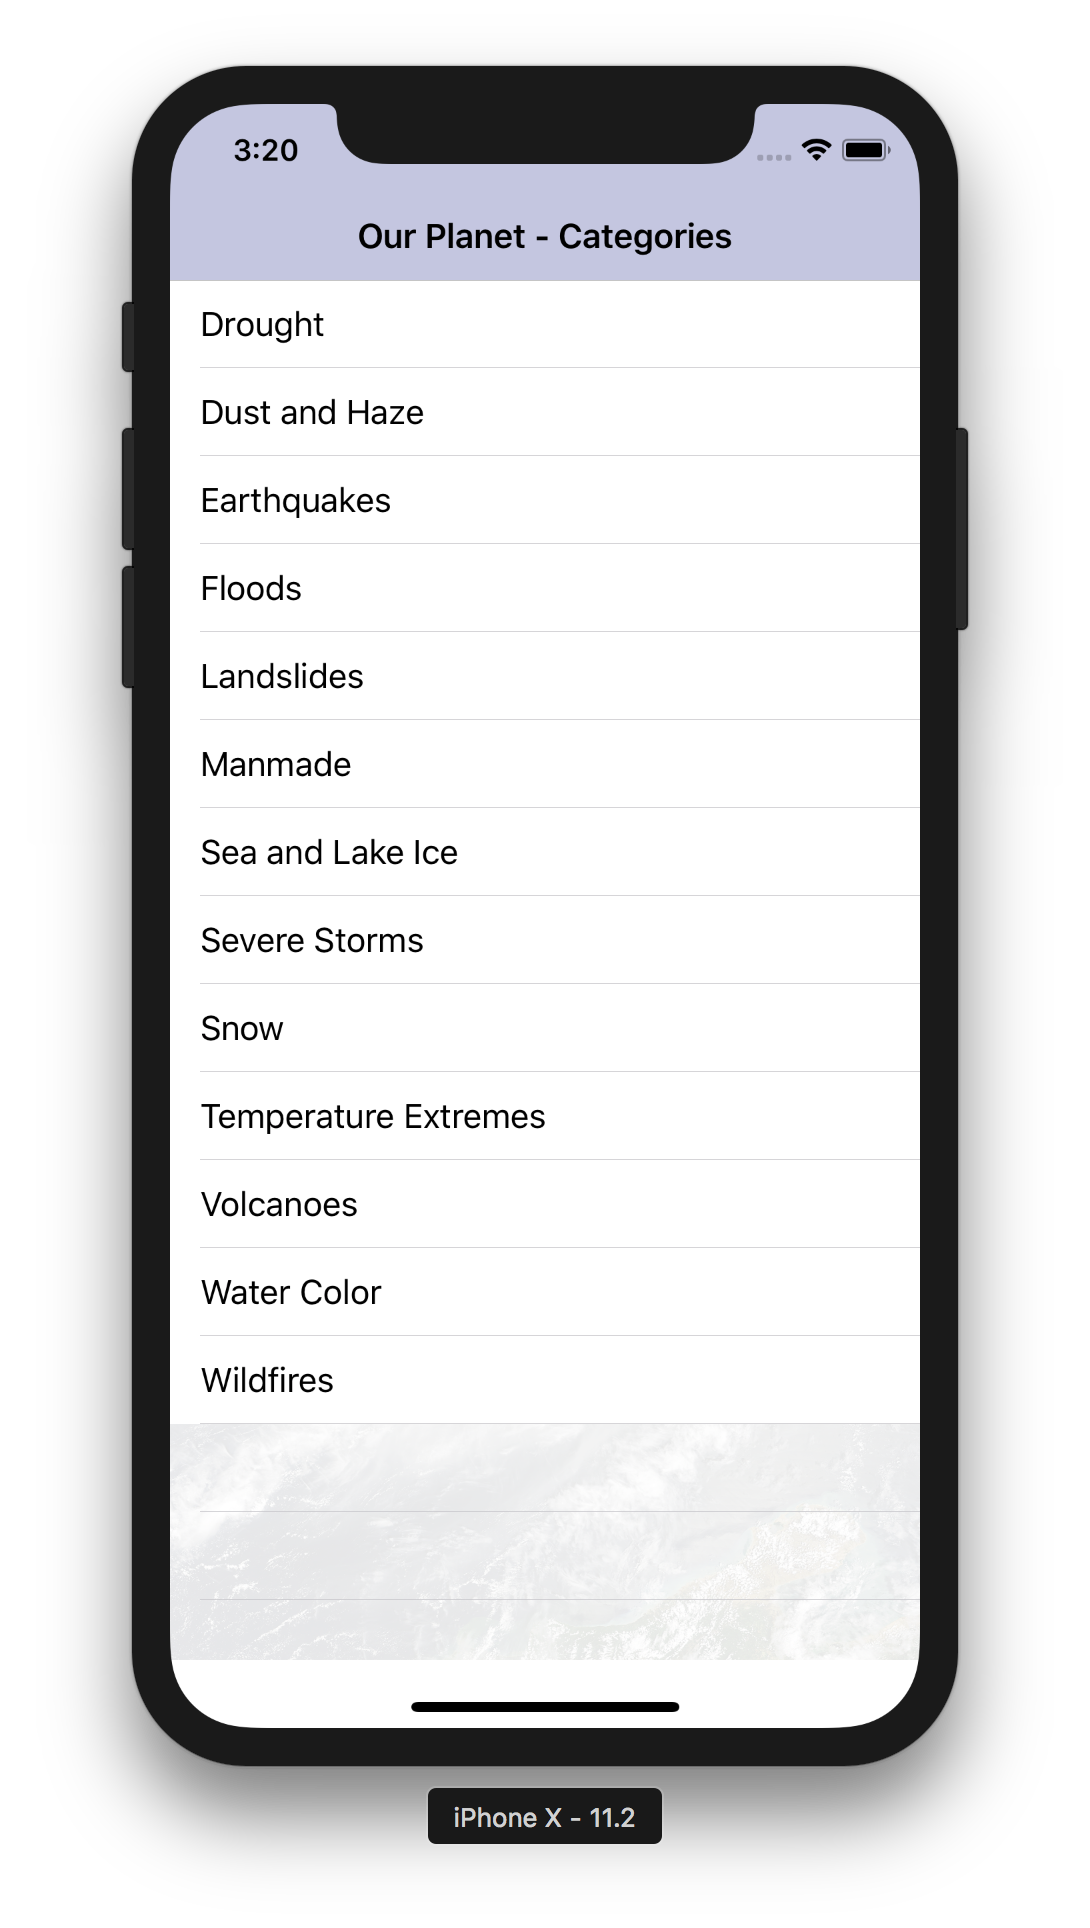 3:20
Our Planet - Categories
Drought
Dust and Haze
Earthquakes
Floods
Landslides
Manmade
Sea and Lake Ice
Severe Storms
Snow
Temperature Extremes
Volcanoes
Water Color
Wildfires
iPhone X - 11.2